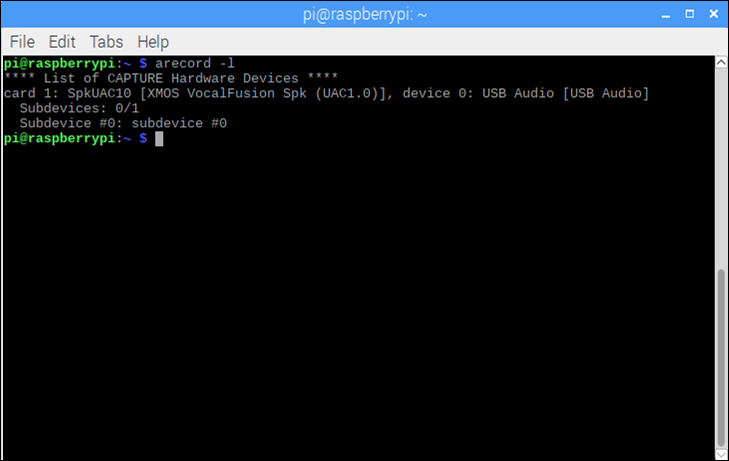 pi@raspberrypi: ~
File Edit Tabs Help
pi@raspberrypi:~ $ arecord -l
**** List of CAPTURE Hardware Devices ****
card 1: SpkUAC10 [XMOS VocalFusion Spk (UAC1.0)], device 0: USB Audio [USB Audio]
  Subdevices: 0/1
  Subdevice #0: subdevice #0
pi@raspberrypi:~ $